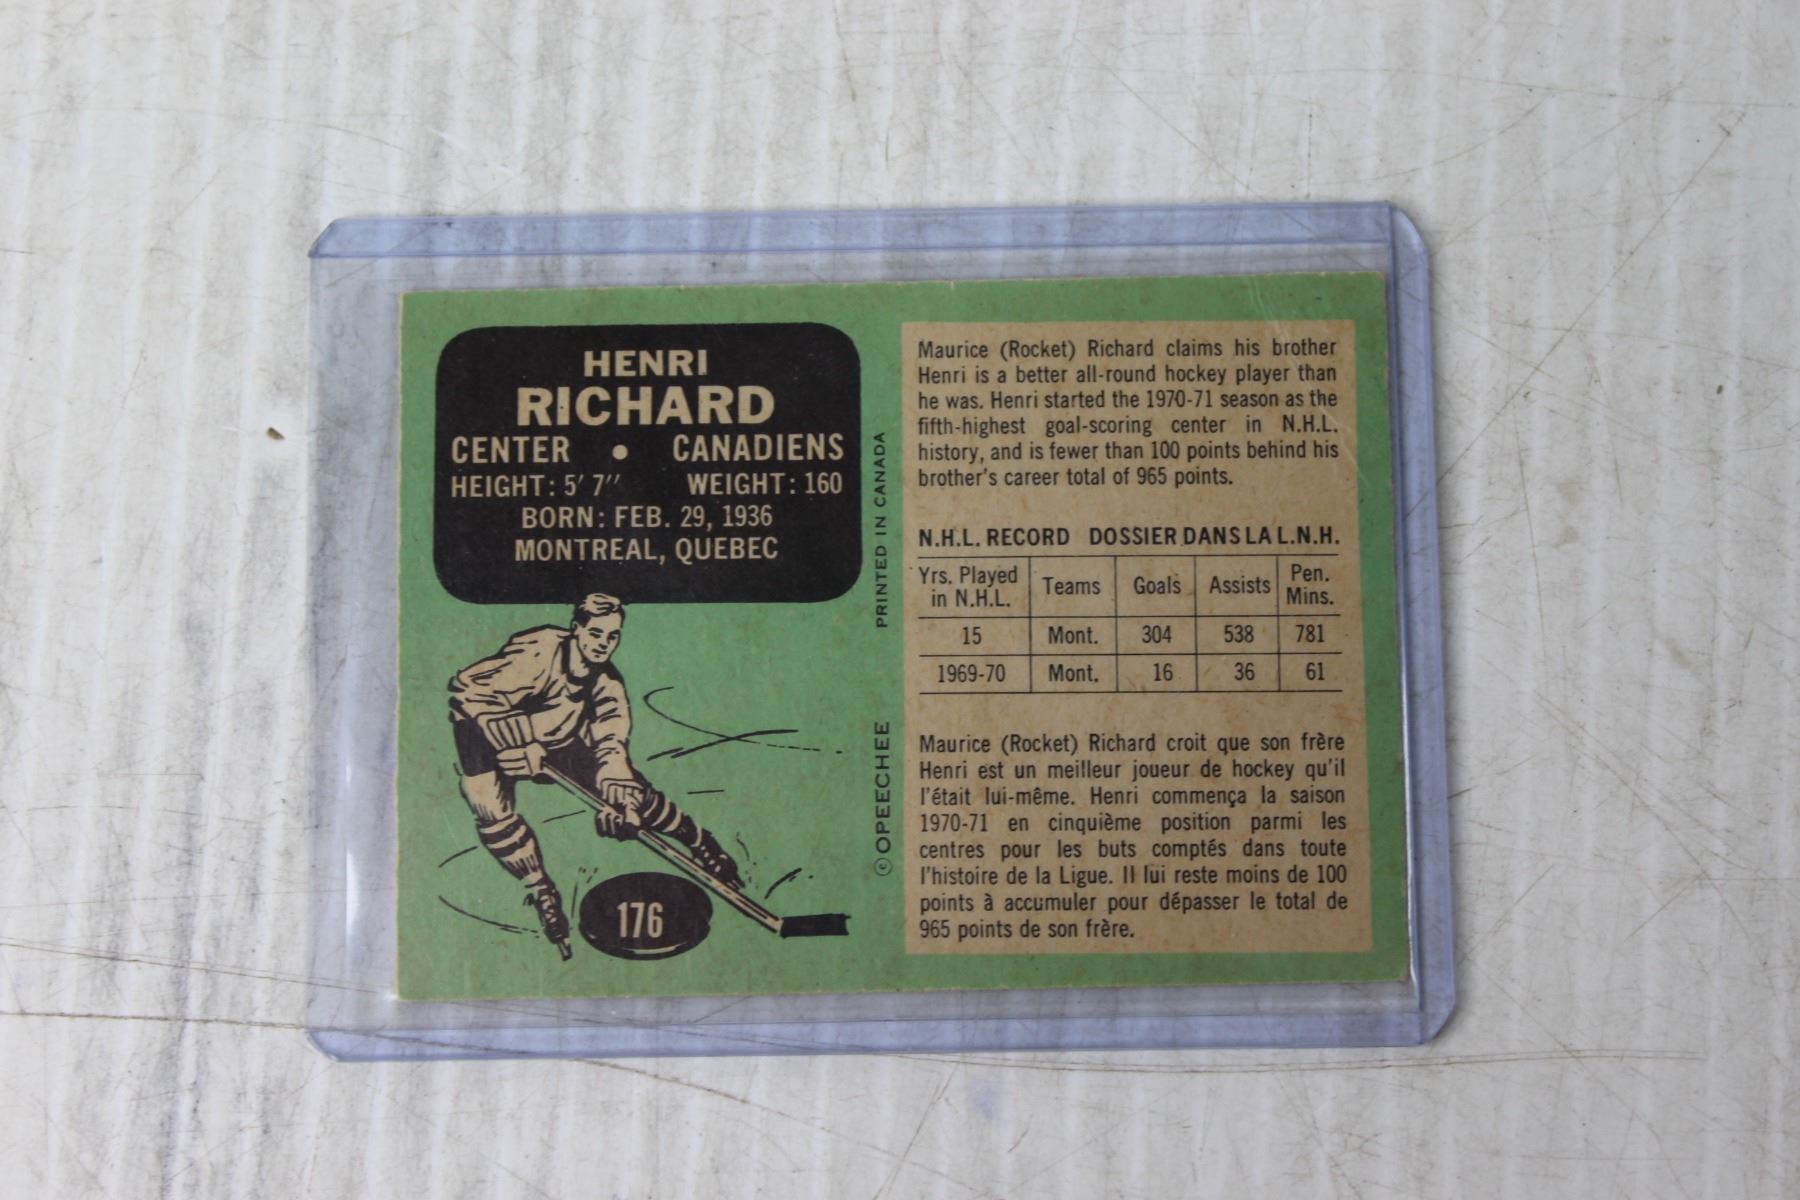 HENRI
RICHARD
CENTER • CANADIENS
HEIGHT: 5' 7" WEIGHT: 160
BORN: FEB. 29, 1936
MONTREAL, QUEBEC
176
PRINTED IN CANADA
©OPEECHEE
Maurice (Rocket) Richard claims his brother
Henri is a better all-round hockey player than
he was. Henri started the 1970-71 season as the
fifth-highest goal-scoring center in N.H.L.
history, and is fewer than 100 points behind his
brother's career total of 965 points.
N.H.L. RECORD DOSSIER DANS LA L.N.H.
Yrs. Played in N.H.L. Teams Goals Assists Pen. Mins.
15 Mont. 304 538 781
1969-70 Mont. 16 36 61
Maurice (Rocket) Richard croit que son frère
Henri est un meilleur joueur de hockey qu'il
l'était lui-même. Henri commença la saison
1970-71 en cinquième position parmi les
centres pour les buts comptés dans toute
l'histoire de la Ligue. Il lui reste moins de 100
points à accumuler pour dépasser le total de
965 points de son frère.